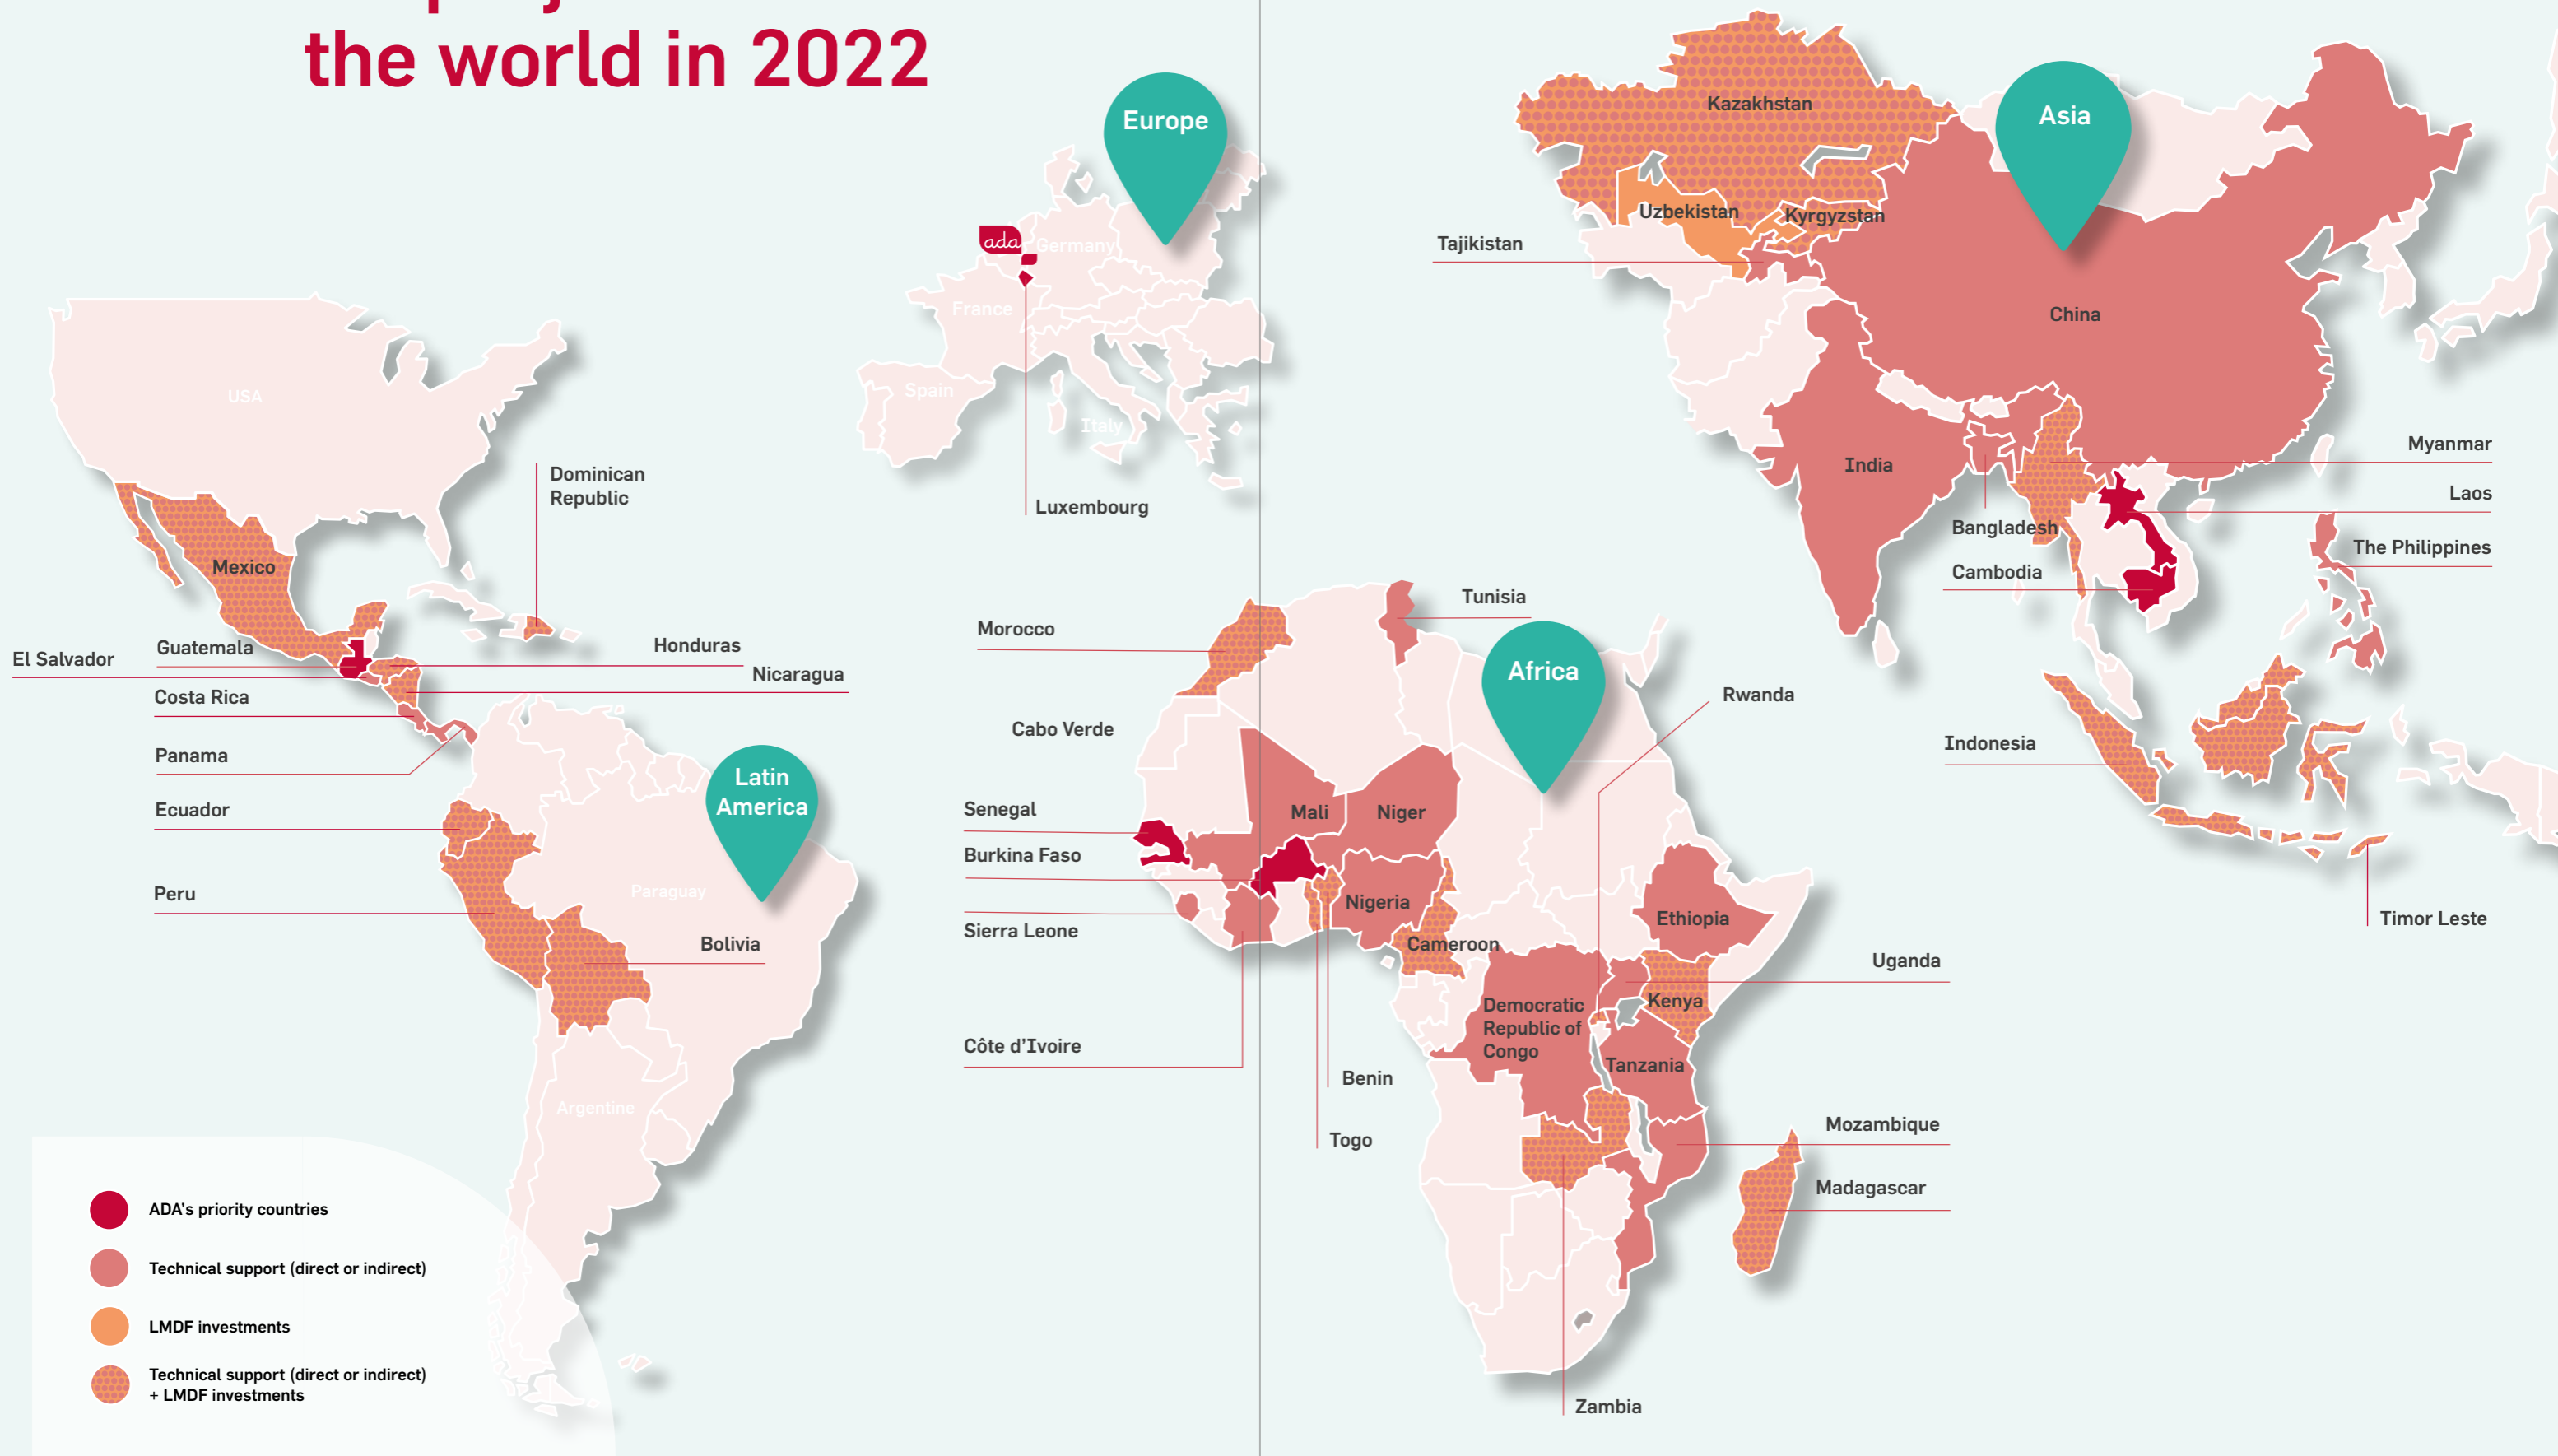 the world in 2022
Europe
ada
Germany
France
Spain
Italy
Luxembourg
USA
Mexico
Dominican
Republic
Guatemala
El Salvador
Honduras
Nicaragua
Costa Rica
Panama
Ecuador
Peru
Latin
America
Paraguay
Bolivia
Argentine
ADA's priority countries
Technical support (direct or indirect)
LMDF investments
Technical support (direct or indirect)
+ LMDF investments
Africa
Morocco
Tunisia
Cabo Verde
Rwanda
Senegal
Mali
Niger
Burkina Faso
Nigeria
Ethiopia
Sierra Leone
Cameroon
Uganda
Kenya
Democratic
Republic of
Congo
Côte d'Ivoire
Tanzania
Benin
Togo
Mozambique
Madagascar
Zambia
Asia
Kazakhstan
Uzbekistan
Kyrgyzstan
Tajikistan
China
India
Myanmar
Laos
Bangladesh
The Philippines
Cambodia
Indonesia
Timor Leste